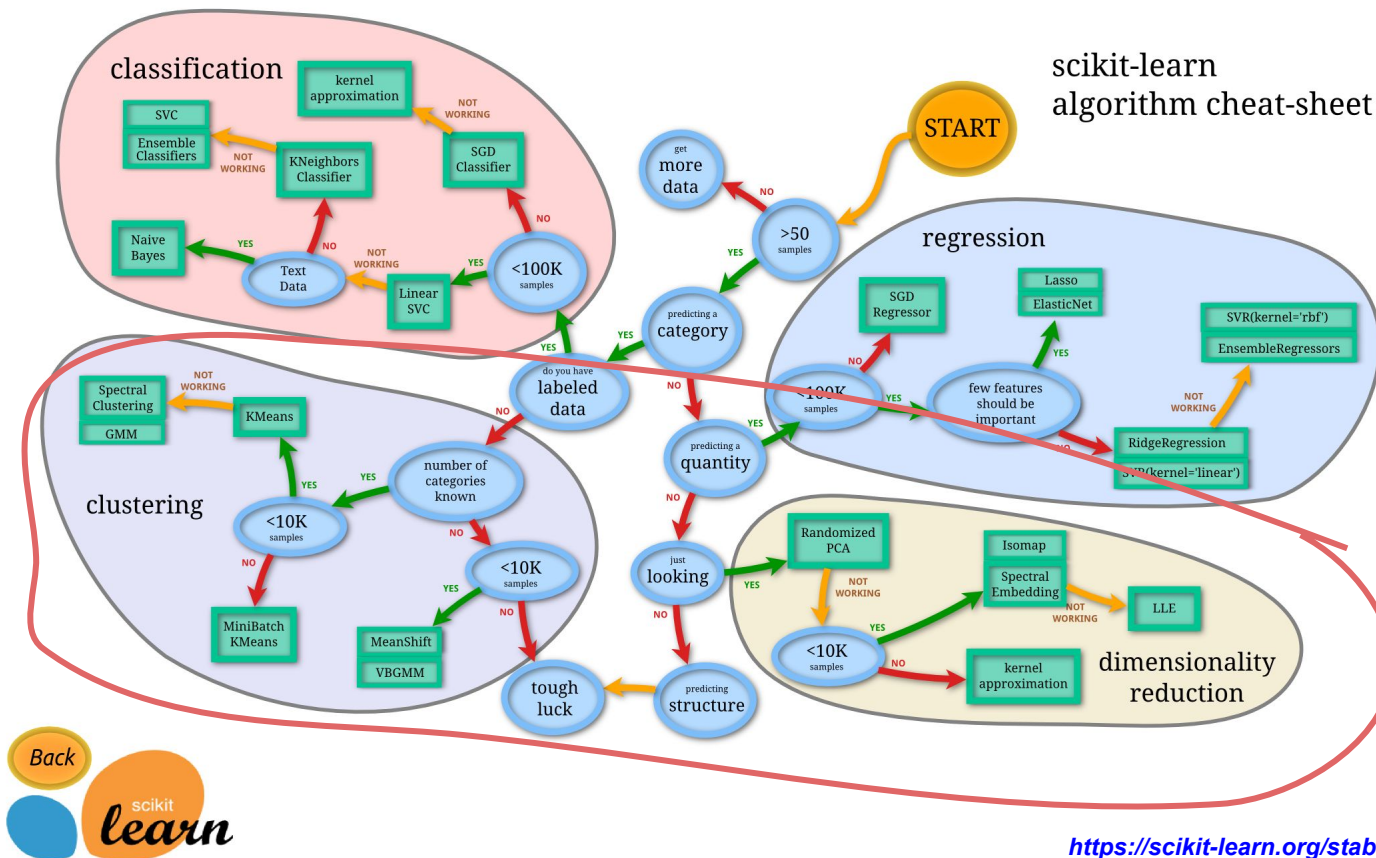 scikit-learn
algorithm cheat-sheet
START
classification
kernel
approximation
NOT
WORKING
SVC
Ensemble
Classifiers
NOT
WORKING
KNeighbors
Classifier
SGD
Classifier
NO
Naive
Bayes
YES
NO
Text
Data
NOT
WORKING
Linear
SVC
YES
<100K
samples
get
more
data
NO
>50
samples
YES
predicting a
category
YES
YES
do you have
labeled
data
NO
NO
predicting a
quantity
YES
NO
just
looking
YES
NO
predicting
structure
tough
luck
regression
SGD
Regressor
NO
<100K
samples
YES
Lasso
ElasticNet
YES
few features
should be
important
NO
SVR(kernel='rbf')
EnsembleRegressors
NOT
WORKING
RidgeRegression
SVR(kernel='linear')
clustering
Spectral
Clustering
GMM
NOT
WORKING
KMeans
YES
number of
categories
known
YES
NO
<10K
samples
NO
MiniBatch
KMeans
<10K
samples
YES
NO
MeanShift
VBGMM
dimensionality
reduction
Randomized
PCA
NOT
WORKING
<10K
samples
YES
NO
Isomap
Spectral
Embedding
NOT
WORKING
LLE
kernel
approximation
Back
scikit
learn
https://scikit-learn.org/stab